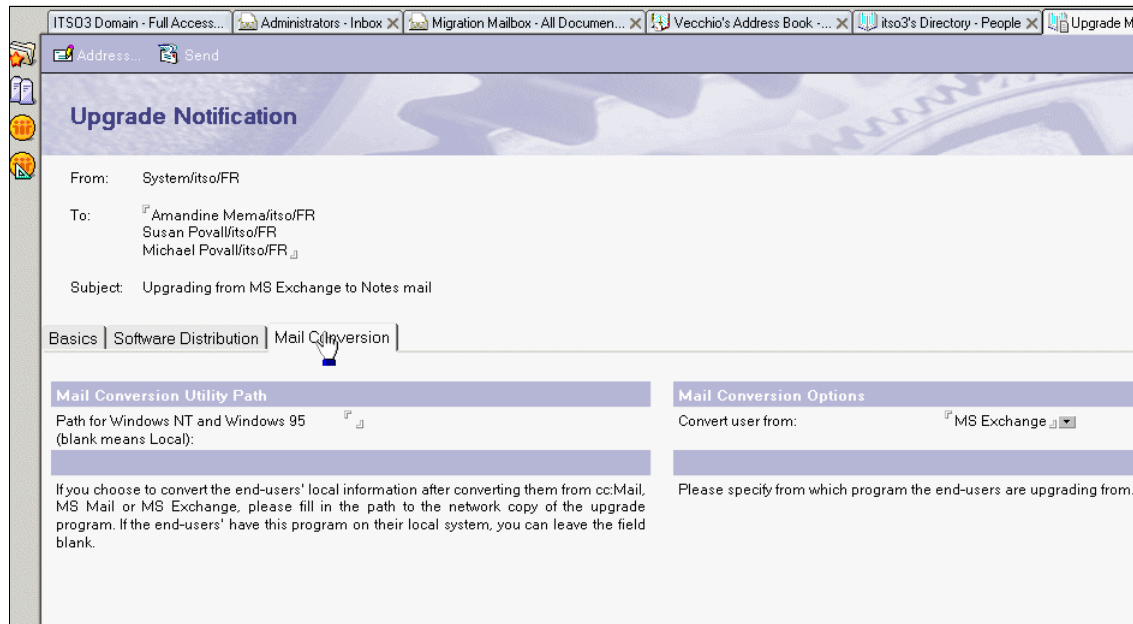 ITSO3 Domain - Full Access...
Administrators - Inbox
Migration Mailbox - All Documen...
Vecchio's Address Book - ...
itso3's Directory - People
Upgrade M
Address...
Send
Upgrade Notification
From: System/itso/FR
To: Amandine Mema/itso/FR
Susan Povall/itso/FR
Michael Povall/itso/FR
Subject: Upgrading from MS Exchange to Notes mail
Basics
Software Distribution
Mail Conversion
Mail Conversion Utility Path
Path for Windows NT and Windows 95
(blank means Local):
If you choose to convert the end-users' local information after converting them from cc:Mail,
MS Mail or MS Exchange, please fill in the path to the network copy of the upgrade
program. If the end-users' have this program on their local system, you can leave the field
blank.
Mail Conversion Options
Convert user from: MS Exchange
Please specify from which program the end-users are upgrading from.